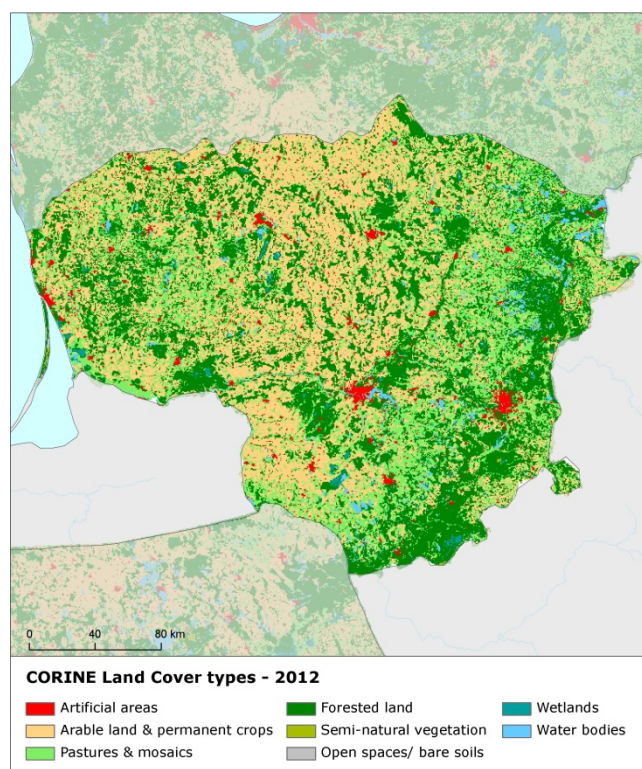 0 40 80 km
CORINE Land Cover types - 2012
Artificial areas
Arable land & permanent crops
Pastures & mosaics
Forested land
Semi-natural vegetation
Open spaces/ bare soils
Wetlands
Water bodies